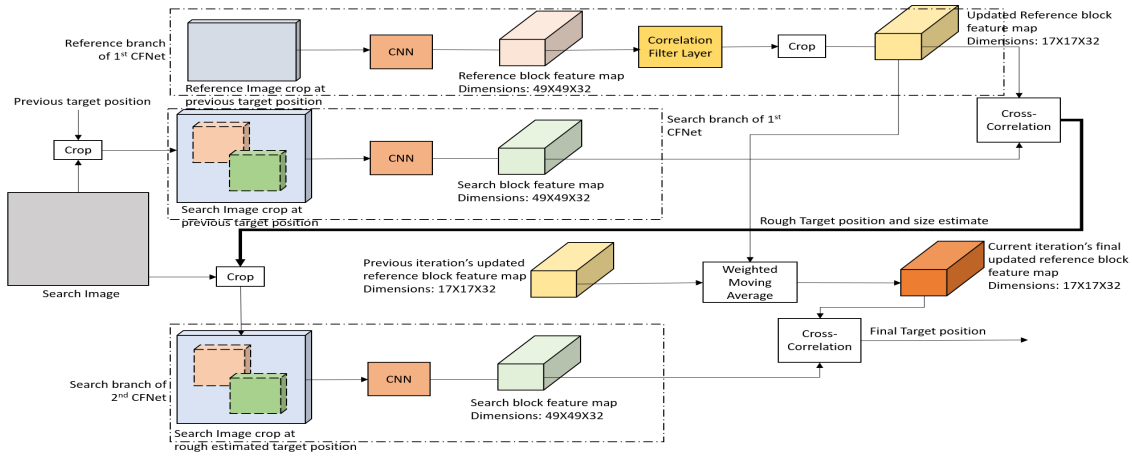 Reference branch
of 1st CFNet
CNN
Correlation
Filter Layer
Crop
Updated Reference block
feature map
Dimensions: 17X17X32
Reference Image crop at
previous target position
Reference block feature map
Dimensions: 49X49X32
Previous target position
Crop
Search branch of 1st
CFNet
Cross-
Correlation
CNN
Search Image crop at
previous target position
Search block feature map
Dimensions: 49X49X32
Rough Target position and size estimate
Search Image
Crop
Previous iteration's updated
reference block feature map
Dimensions: 17X17X32
Weighted
Moving
Average
Current iteration's final
updated reference block
feature map
Dimensions: 17X17X32
Cross-
Correlation
Final Target position
Search branch of
2nd CFNet
CNN
Search block feature map
Dimensions: 49X49X32
Search Image crop at
rough estimated target position